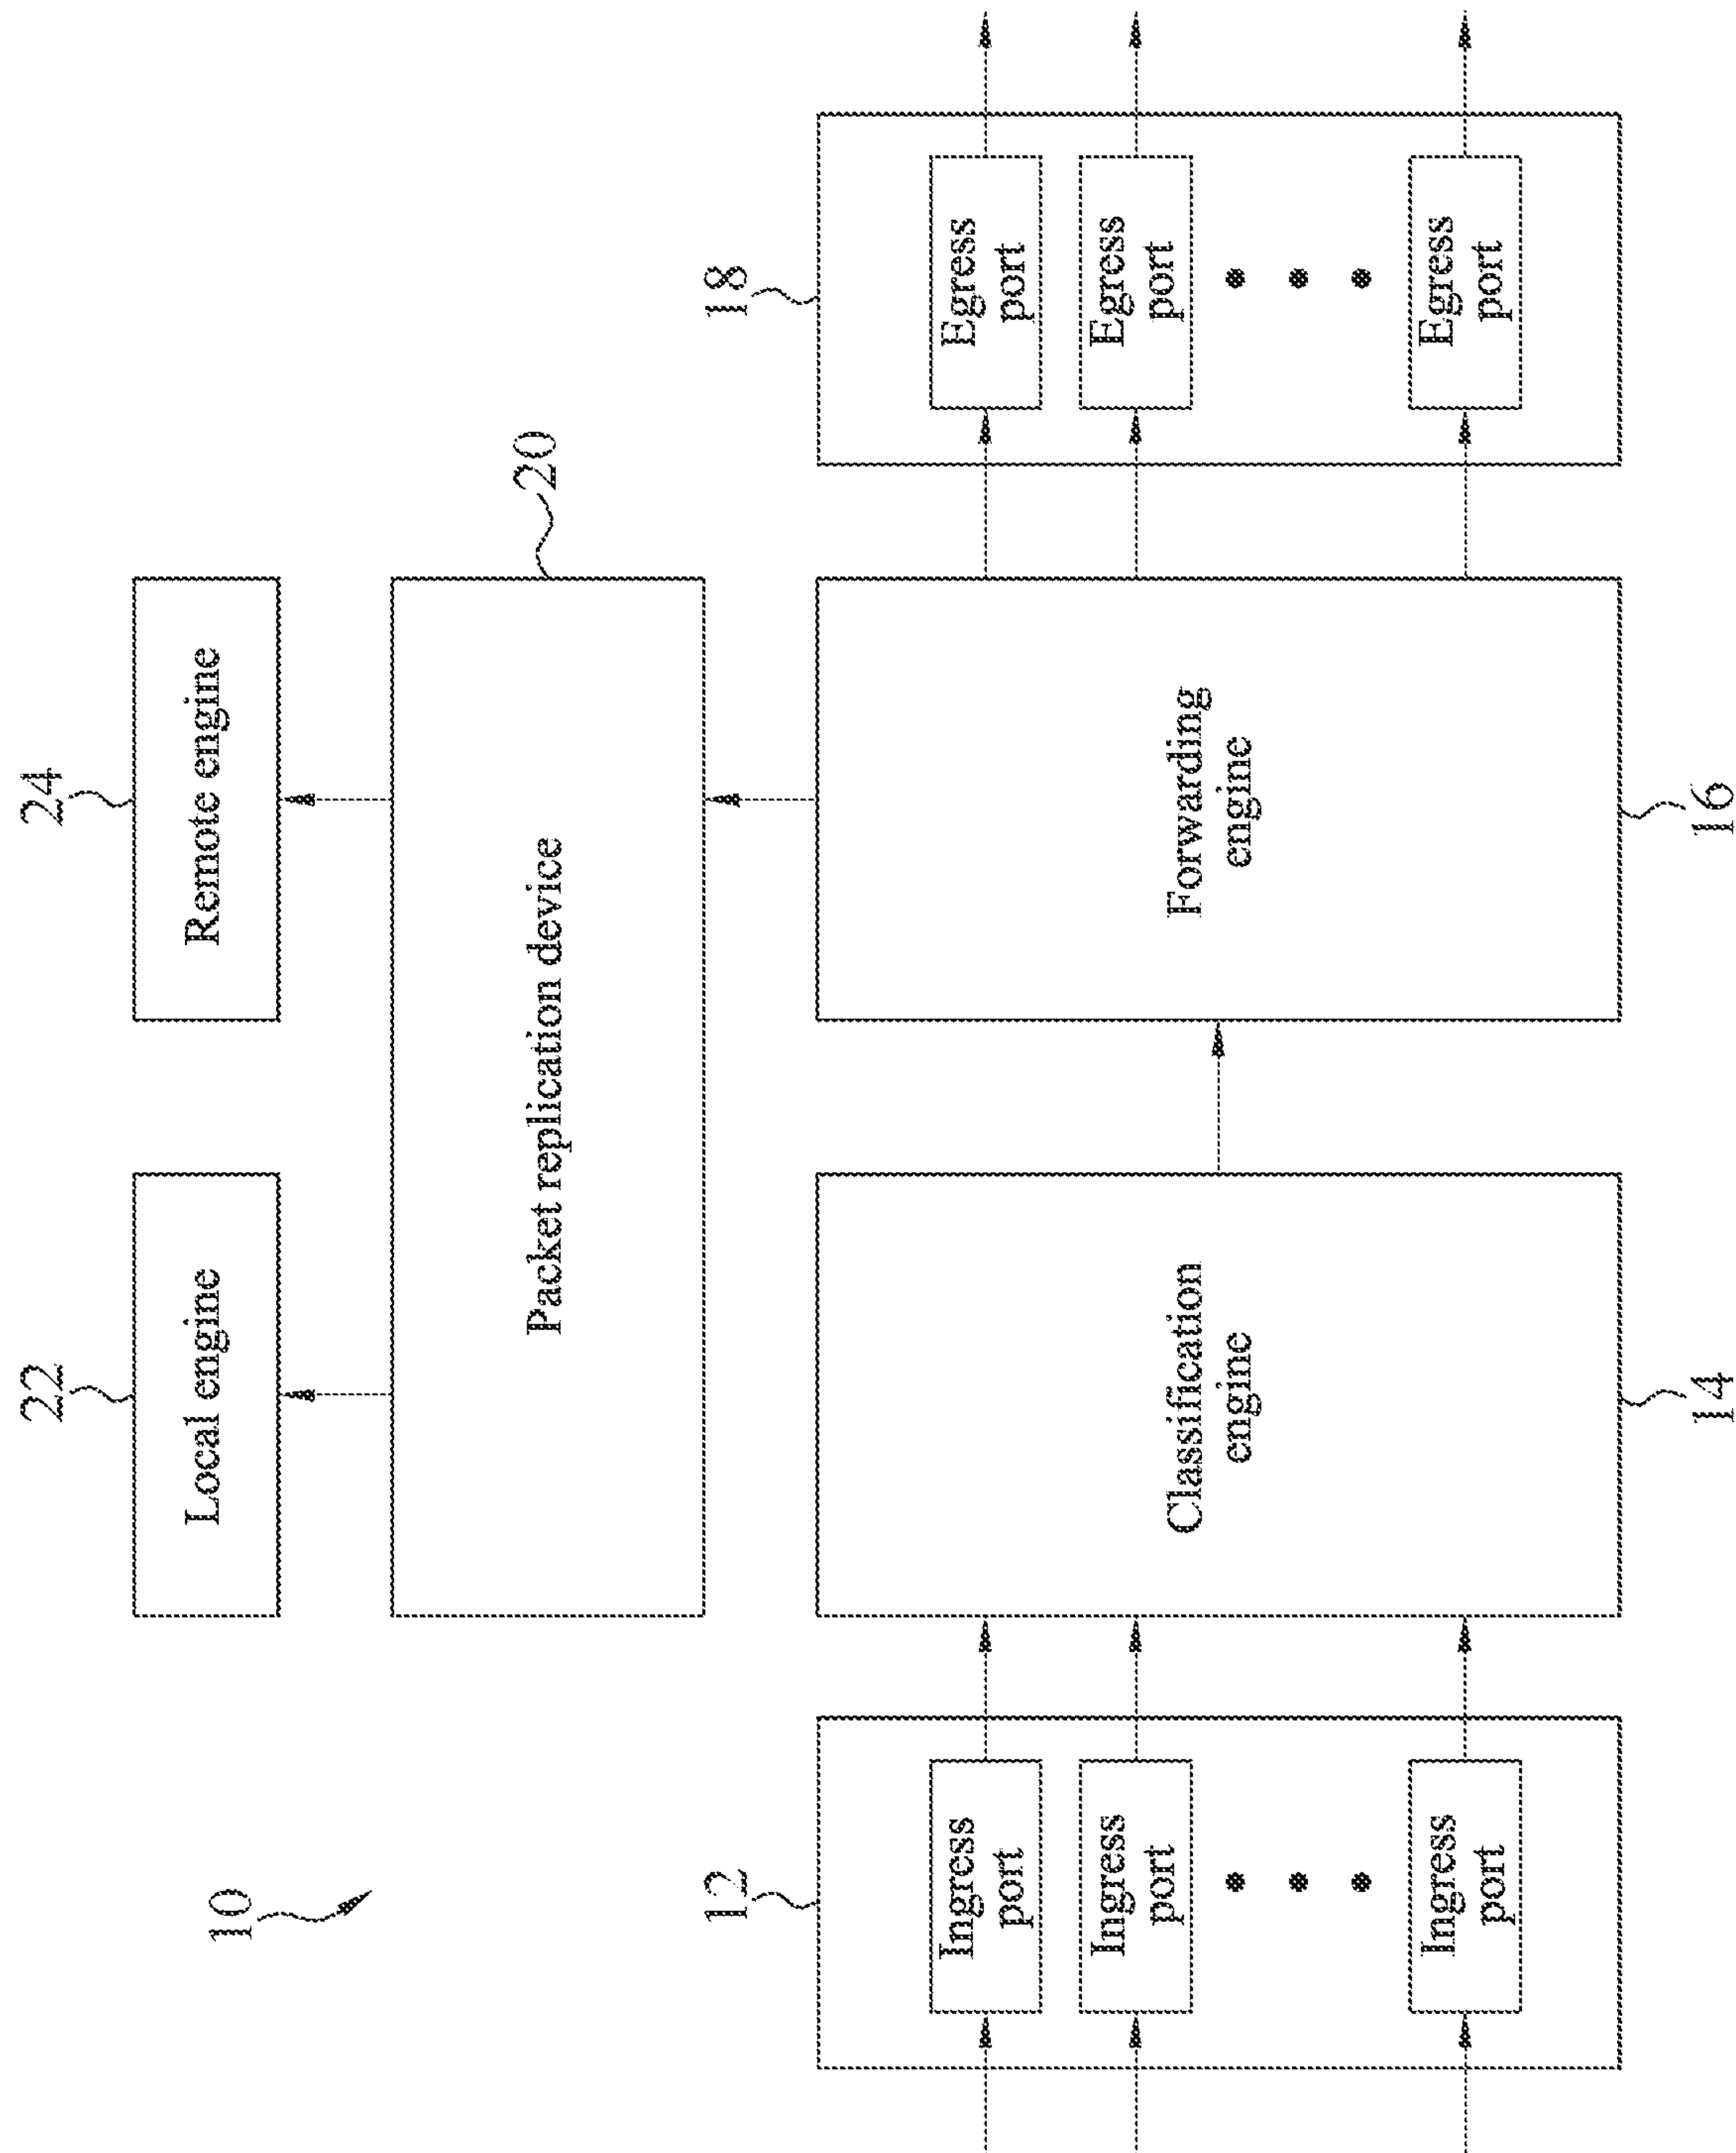 10
22
Local engine
24
Remote engine
Packet replication device
20
12
Ingress
port
Ingress
port
Ingress
port
Classification
engine
14
Forwarding
engine
16
18
Egress
port
Egress
port
Egress
port